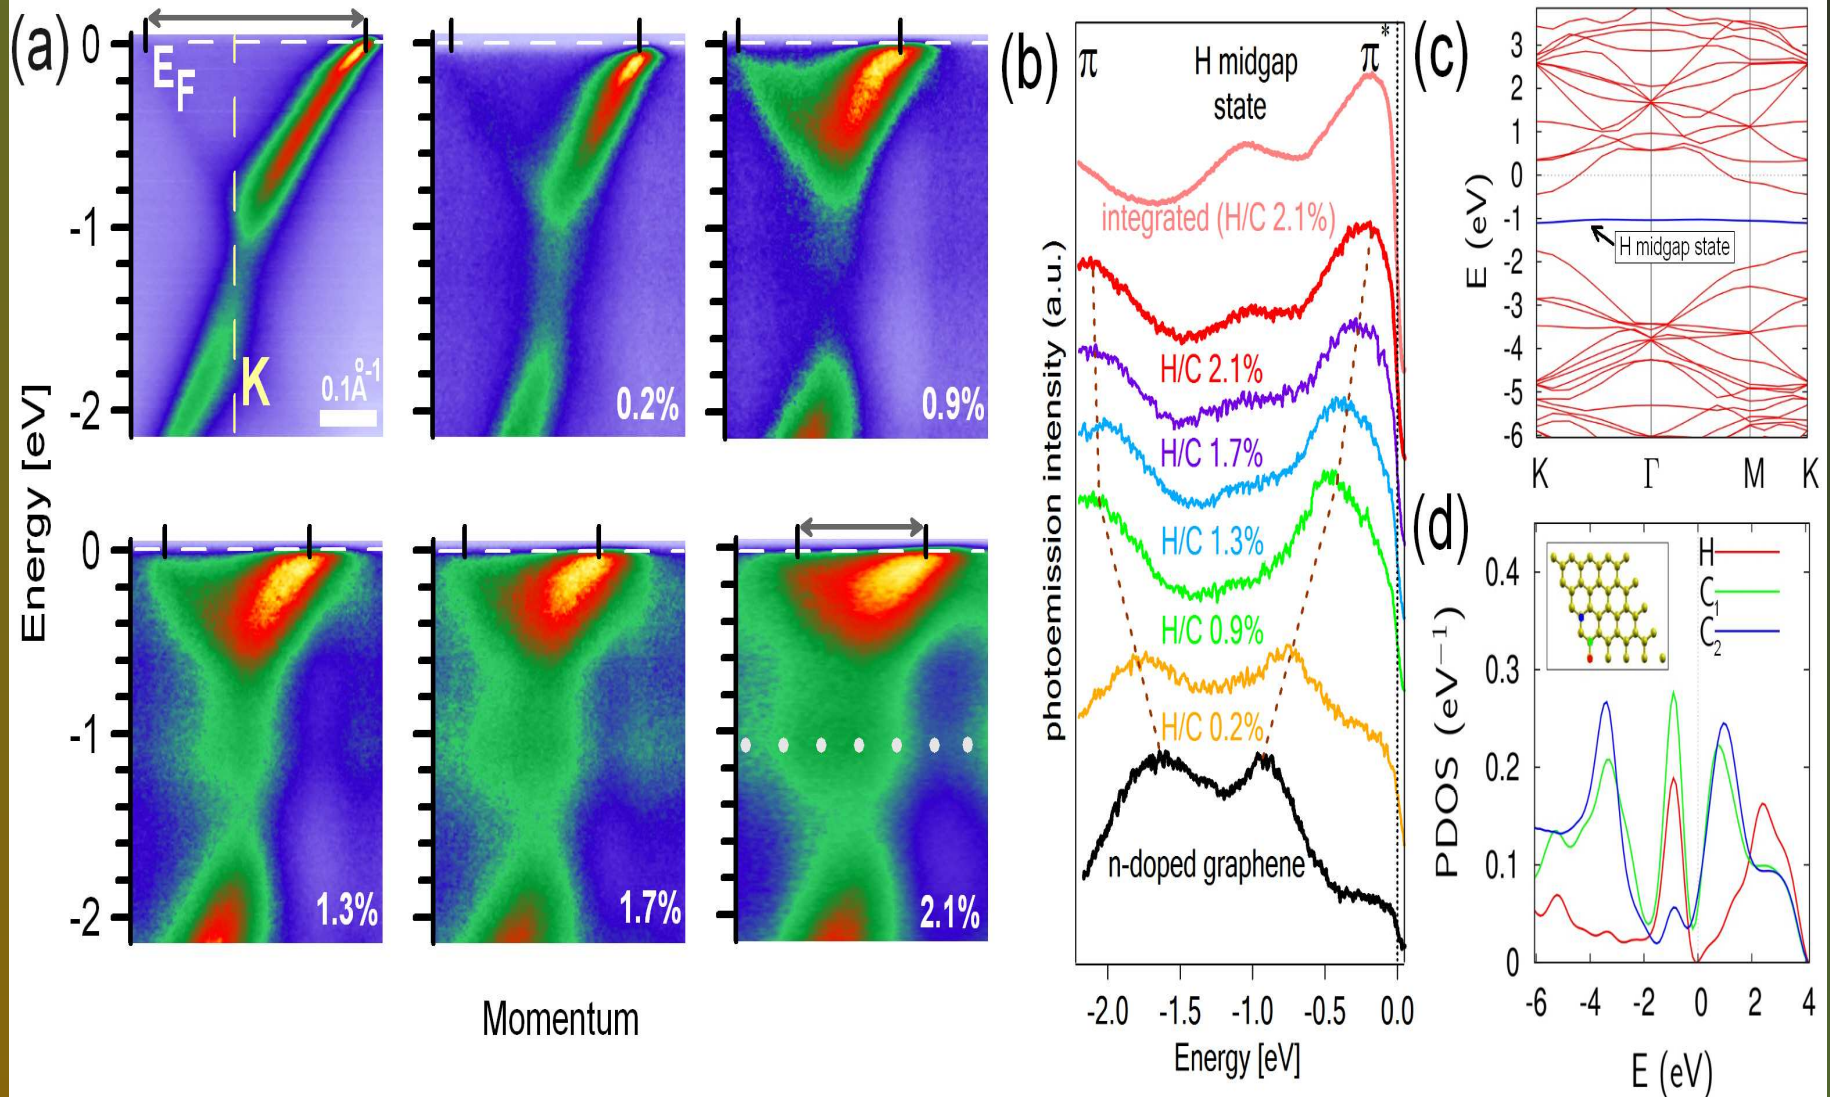 (a)
0
-1
-2
E_F
K
0.1Å⁻¹
0.2%
0.9%
0
-1
-2
1.3%
1.7%
2.1%
Energy [eV]
Momentum
(b)
π
H midgap
state
π*
integrated (H/C 2.1%)
H/C 2.1%
H/C 1.7%
H/C 1.3%
H/C 0.9%
H/C 0.2%
n-doped graphene
photoemission intensity (a.u.)
-2.0 -1.5 -1.0 -0.5 0.0
Energy [eV]
(c)
3
2
1
0
-1
-2
-3
-4
-5
-6
E (eV)
H midgap state
K Γ M K
(d)
H
C₁
C₂
0.4
0.3
0.2
0.1
0
PDOS (eV⁻¹)
-6 -4 -2 0 2 4
E (eV)